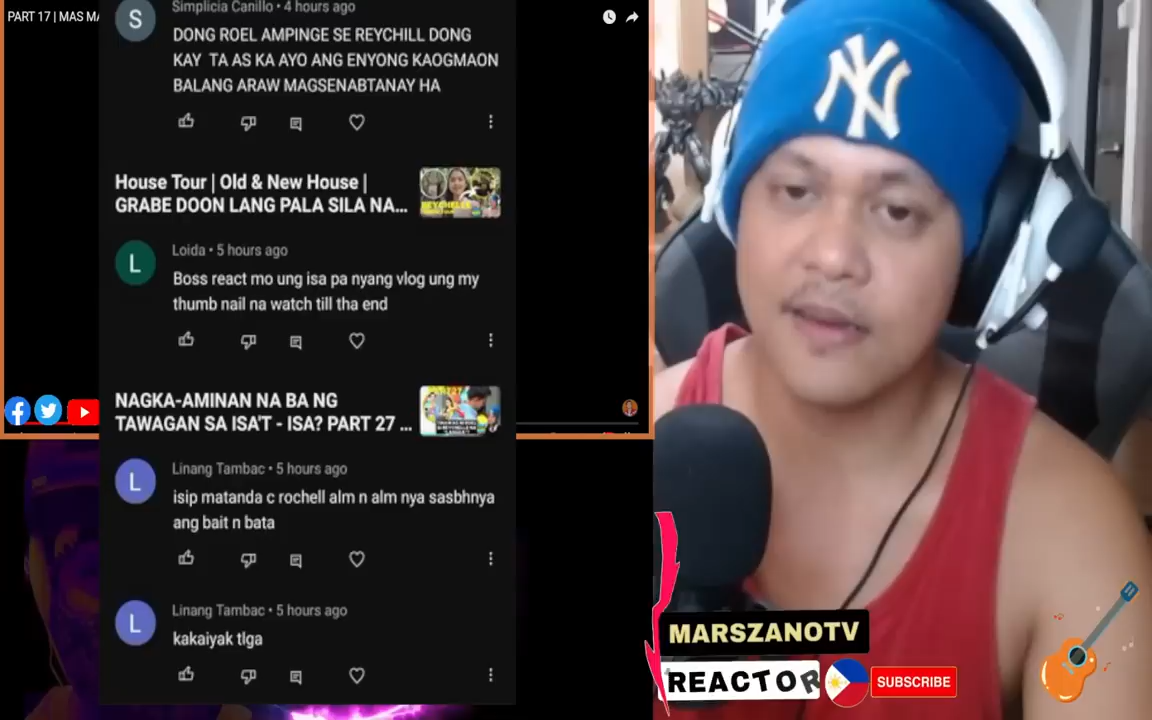 PART 17 | MAS MA
Simplicia Canillo • 4 hours ago
DONG ROEL AMPINGE SE REYCHILL DONG
KAY TA AS KA AYO ANG ENYONG KAOGMAON
BALANG ARAW MAGSENABTANAY HA
House Tour | Old & New House |
GRABE DOON LANG PALA SILA NA...
Loida • 5 hours ago
Boss react mo ung isa pa nyang vlog ung my
thumb nail na watch till tha end
NAGKA-AMINAN NA BA NG
TAWAGAN SA ISA'T - ISA? PART 27 ...
Linang Tambac • 5 hours ago
isip matanda c rochell alm n alm nya sasbhnya
ang bait n bata
Linang Tambac • 5 hours ago
kakaiyak tlga
S
L
L
L
NY
MARSZANOTV
REACTOR
SUBSCRIBE